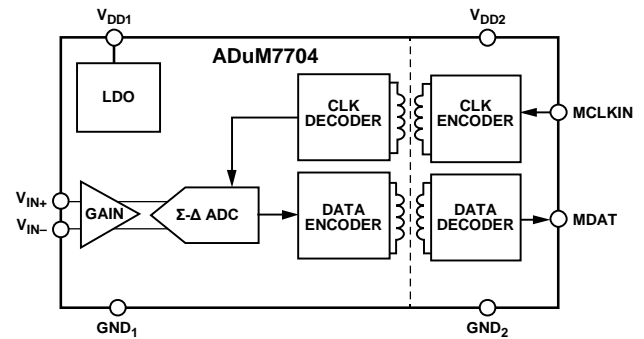 VDD1
VDD2
ADuM7704
LDO
CLK
DECODER
CLK
ENCODER
MCLKIN
VIN+
VIN–
GAIN
Σ-Δ ADC
DATA
ENCODER
DATA
DECODER
MDAT
GND1
GND2